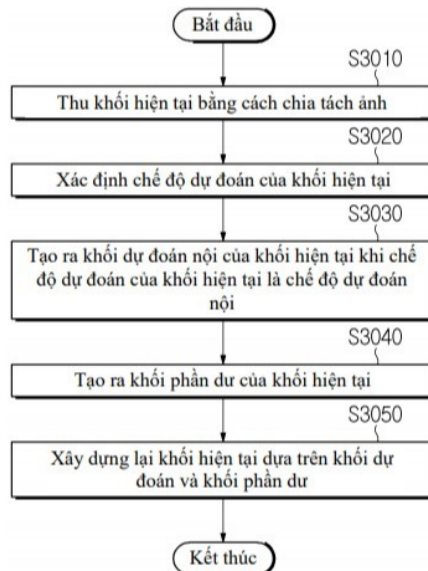 Bắt đầu
S3010
Thu khối hiện tại bằng cách chia tách ảnh
S3020
Xác định chế độ dự đoán của khối hiện tại
S3030
Tạo ra khối dự đoán nội của khối hiện tại khi chế
độ dự đoán của khối hiện tại là chế độ dự đoán
nội
S3040
Tạo ra khối phần dư của khối hiện tại
S3050
Xây dựng lại khối hiện tại dựa trên khối dự
đoán và khối phần dư
Kết thúc